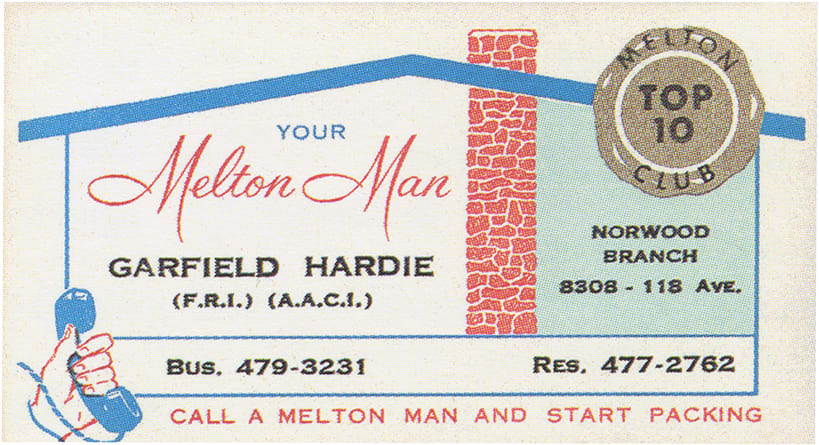 MELTON
TOP
10
CLUB
YOUR
Melton Man
GARFIELD HARDIE
(F.R.I.) (A.A.C.I.)
NORWOOD
BRANCH
8308 - 118 AVE.
BUS. 479-3231
RES. 477-2762
CALL A MELTON MAN AND START PACKING